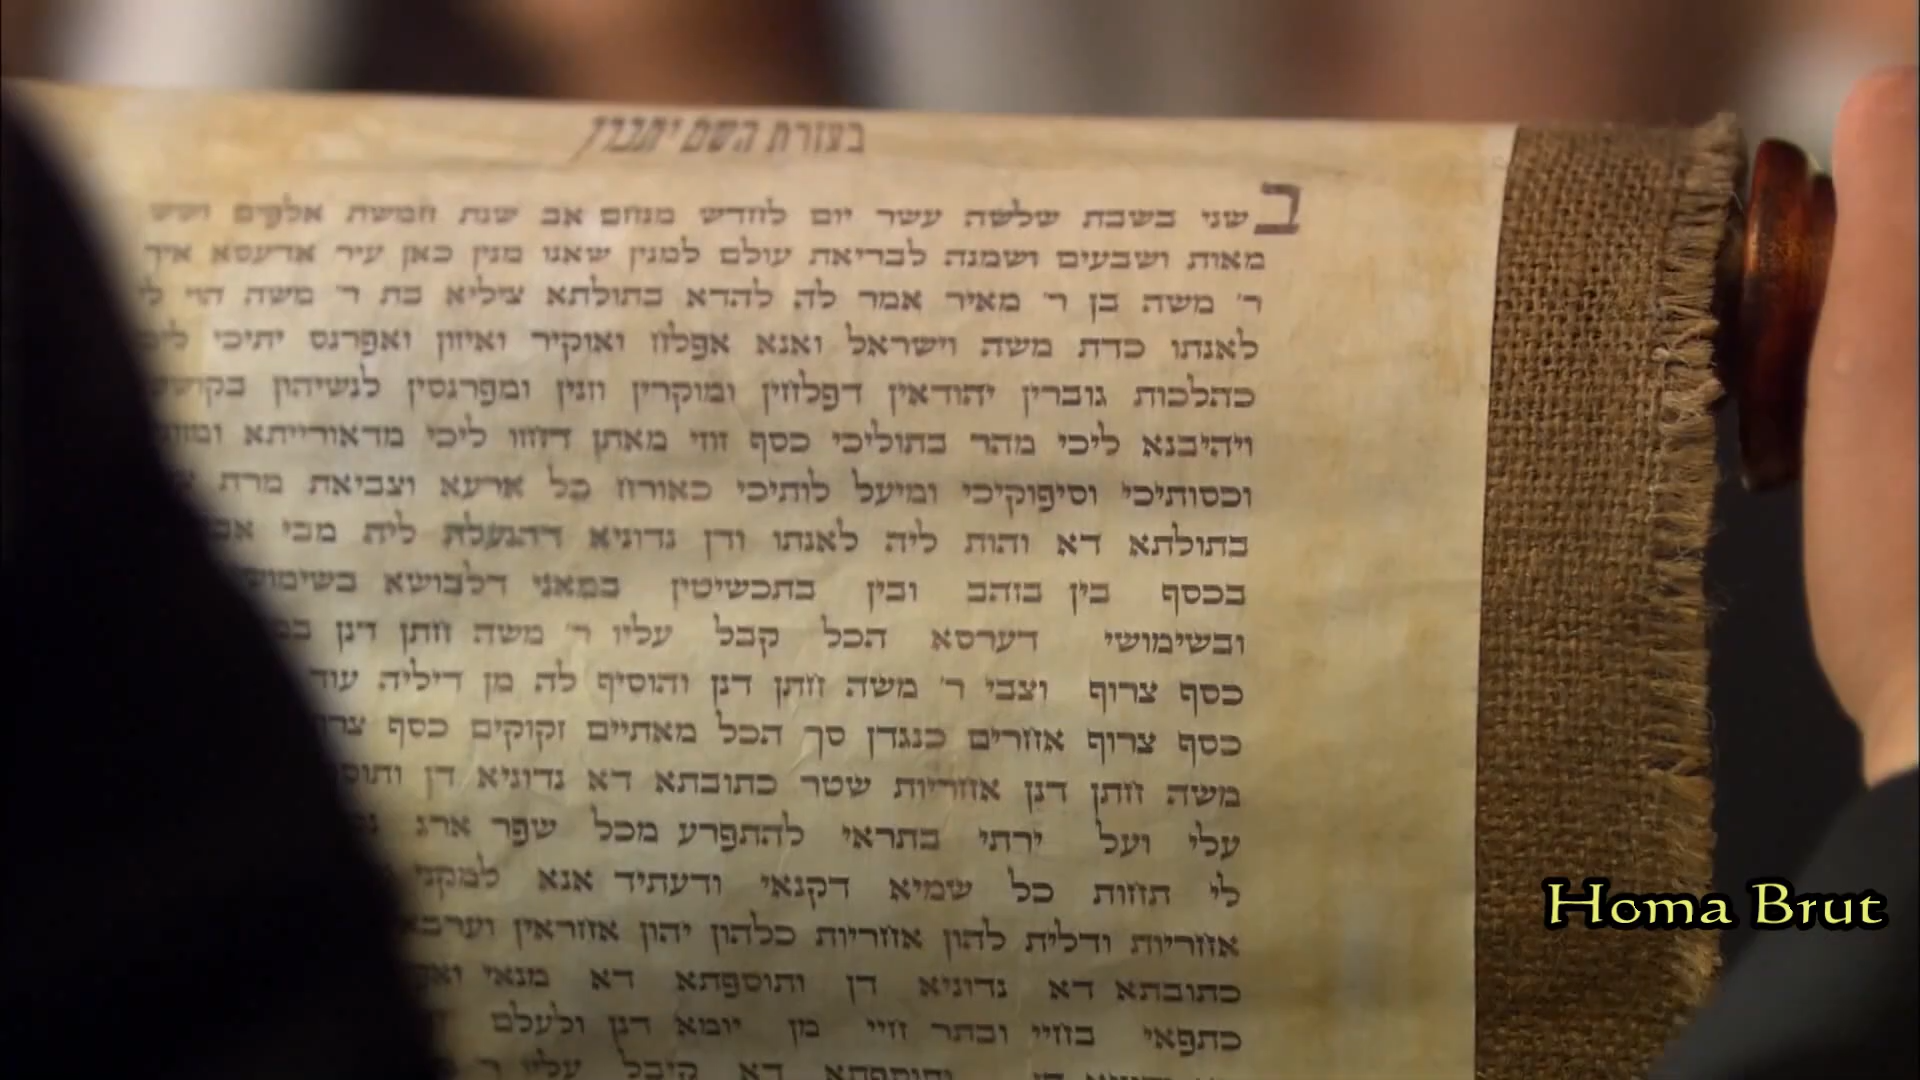 בעזרת השם יתברך
ב שני בשבת שלשה עשר יום לחדש מנחם אב שנת חמשת אלפים ושש
מאות ושבעים ושמנה לבריאת עולם למנין שאנו מנין כאן עיר אדעסא איך
ר׳ משה בן ר׳ מאיר אמר לה להדא בתולתא ציליא בת ר׳ משה הוי לי
לאנתו כדת משה וישראל ואנא אפלח ואוקיר ואיזון ואפרנס יתיכי
כהלכות גוברין יהודאין דפלחין ומוקרין וזנין ומפרנסין לנשיהון
ויהיבנא ליכי מהר בתוליכי כסף זוזי מאתן דחזו ליכי מדאורייתא
וכסותיכי וסיפוקיכי ומיעל לותיכי כאורח כל ארעא וצביאת מרת
בתולתא דא והות ליה לאנתו ודן נדוניא דהנעלת ליה מבי
בכסף בין בזהב ובין בתכשיטין במאני דלבושא
ובשימושי דערסא הכל קבל עליו ר׳ משה חתן דנן
כסף צרוף וצבי ר׳ משה חתן דנן והוסיף לה מן דיליה עוד
כסף צרוף אחרים כנגדן סך הכל מאתיים זקוקים כסף
משה חתן דנן אחריות שטר כתובתא דא נדוניא דן
עלי ועל ירתי בתראי להתפרע מכל שפר ארג
לי תחות כל שמיא דקנאי ודעתיד אנא
אחריות ודלית להון אחריות כלהון יהון אחראין
כתובתא דא נדוניא דן ותוספתא דא מנאי
כתפאי בחיי ובתר חיי מן יומא דנן ולעלם
ותוספתא דא קיבל עליו ר׳
Homa Brut